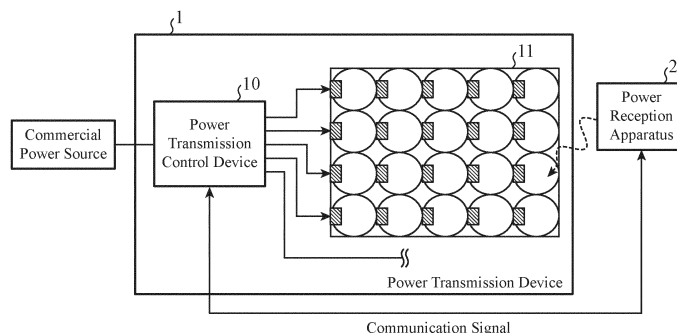 1
10
11
2
Commercial
Power Source
Power
Transmission
Control Device
Power
Reception
Apparatus
Power Transmission Device
Communication Signal